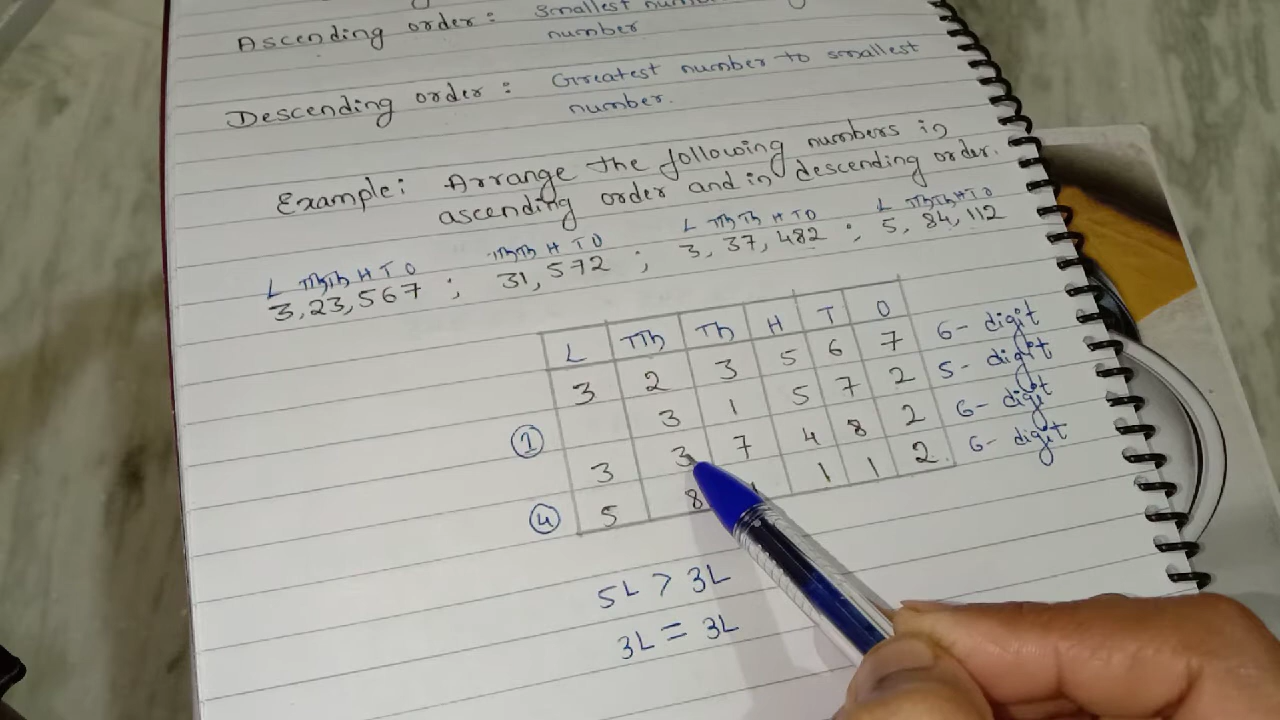 Ascending order: Smallest
number
Descending order: Greatest number to smallest
number.
Example: Arrange the following numbers in
ascending order and in descending order.
L TTh Th H T O TTh Th H T O L TTh Th H T O L TTh Th H T O
3,23,567 ; 31,572 ; 3,37,482 ; 5,84,112
L TTh Th H T O
3 2 3 5 6 7 6-digit
① 3 1 5 7 2 5-digit
3 3 7 4 8 2 6-digit
④ 5 8 1 1 2 6-digit
5L > 3L
3L = 3L